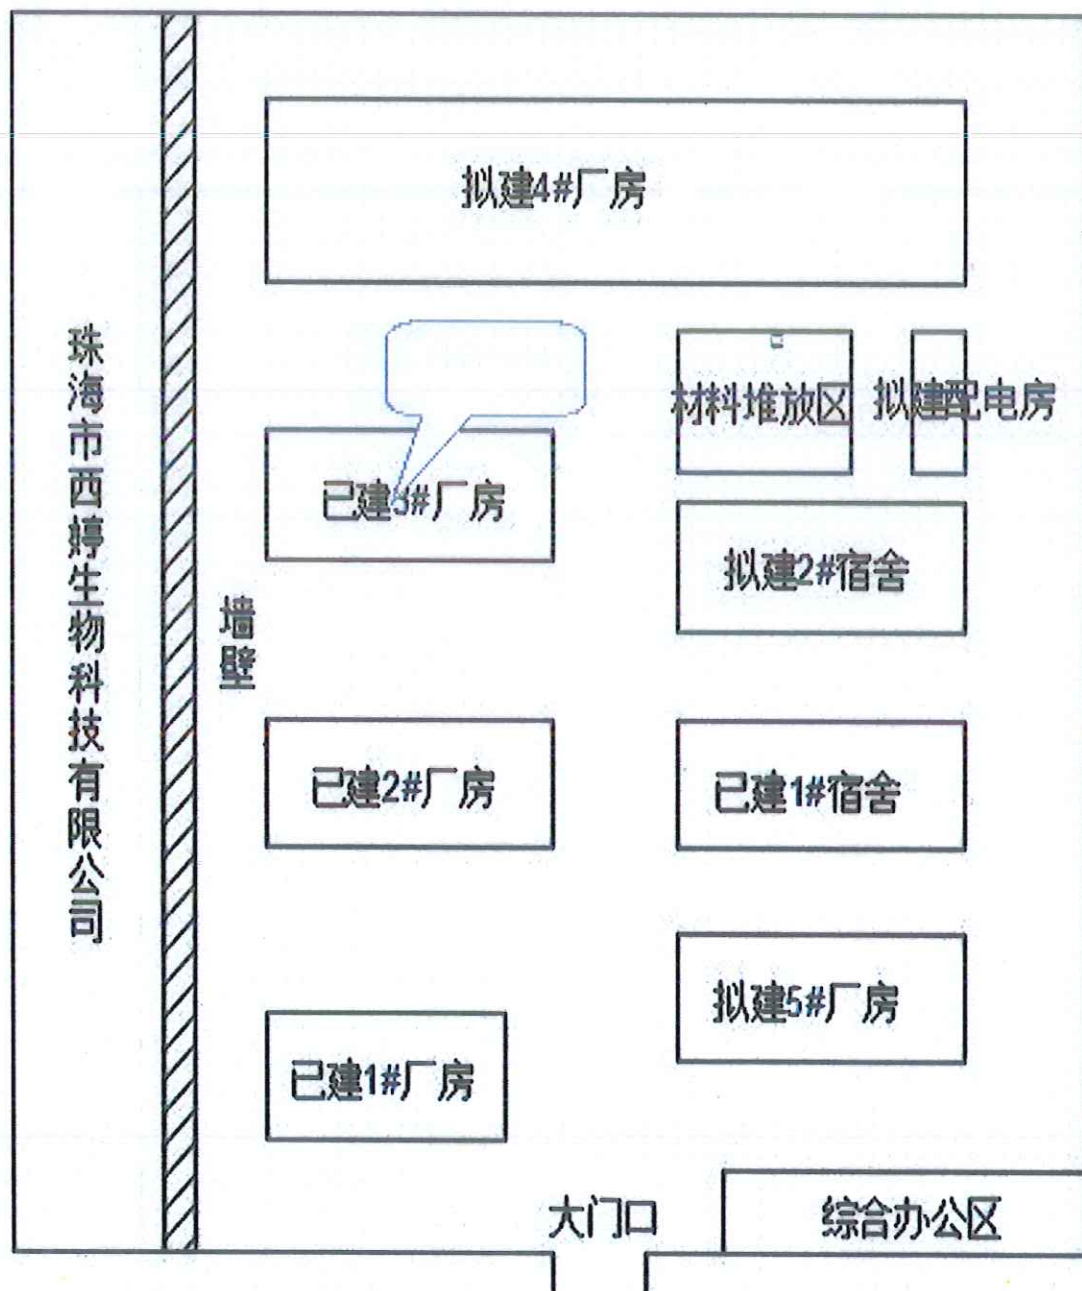 拟建4#厂房
材料堆放区
拟建配电房
已建3#厂房
拟建2#宿舍
珠海市西婷生物科技有限公司
墙壁
已建2#厂房
已建1#宿舍
拟建5#厂房
已建1#厂房
大门口
综合办公区